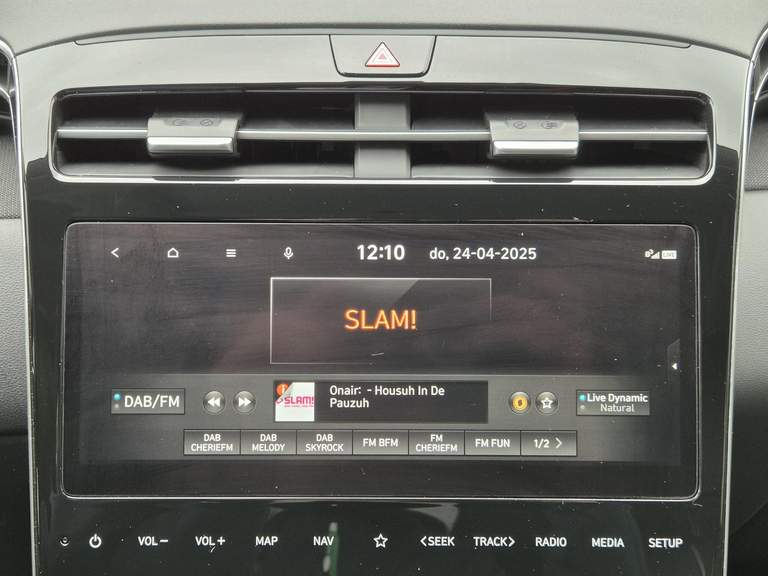 12:10 do, 24-04-2025
LIVE
SLAM!
DAB/FM
SLAM!
Onair: - Housuh In De
Pauzuh
Live Dynamic
Natural
DAB
CHERIEFM
DAB
MELODY
DAB
SKYROCK
FM BFM
FM
CHERIEFM
FM FUN
1/2 >
VOL– VOL+ MAP NAV <SEEK TRACK> RADIO MEDIA SETUP